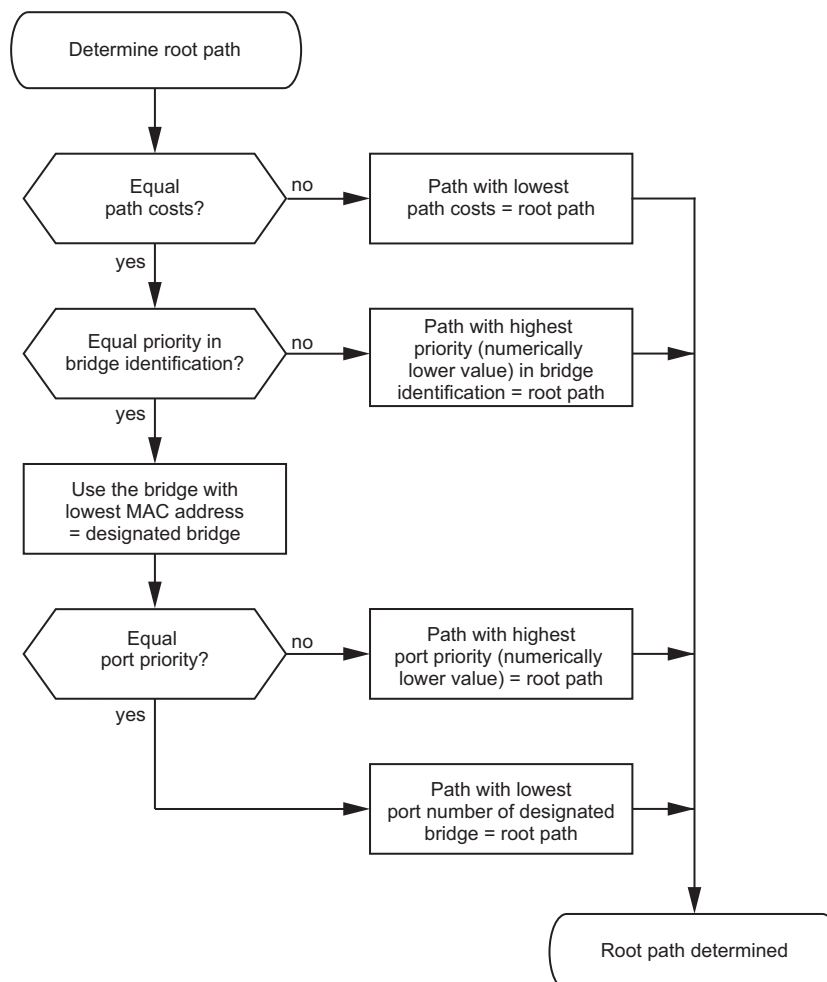 Determine root path
Equal
path costs?
no
Path with lowest
path costs = root path
yes
Equal priority in
bridge identification?
no
Path with highest
priority (numerically
lower value) in bridge
identification = root path
yes
Use the bridge with
lowest MAC address
= designated bridge
Equal
port priority?
no
Path with highest
port priority (numerically
lower value) = root path
yes
Path with lowest
port number of designated
bridge = root path
Root path determined